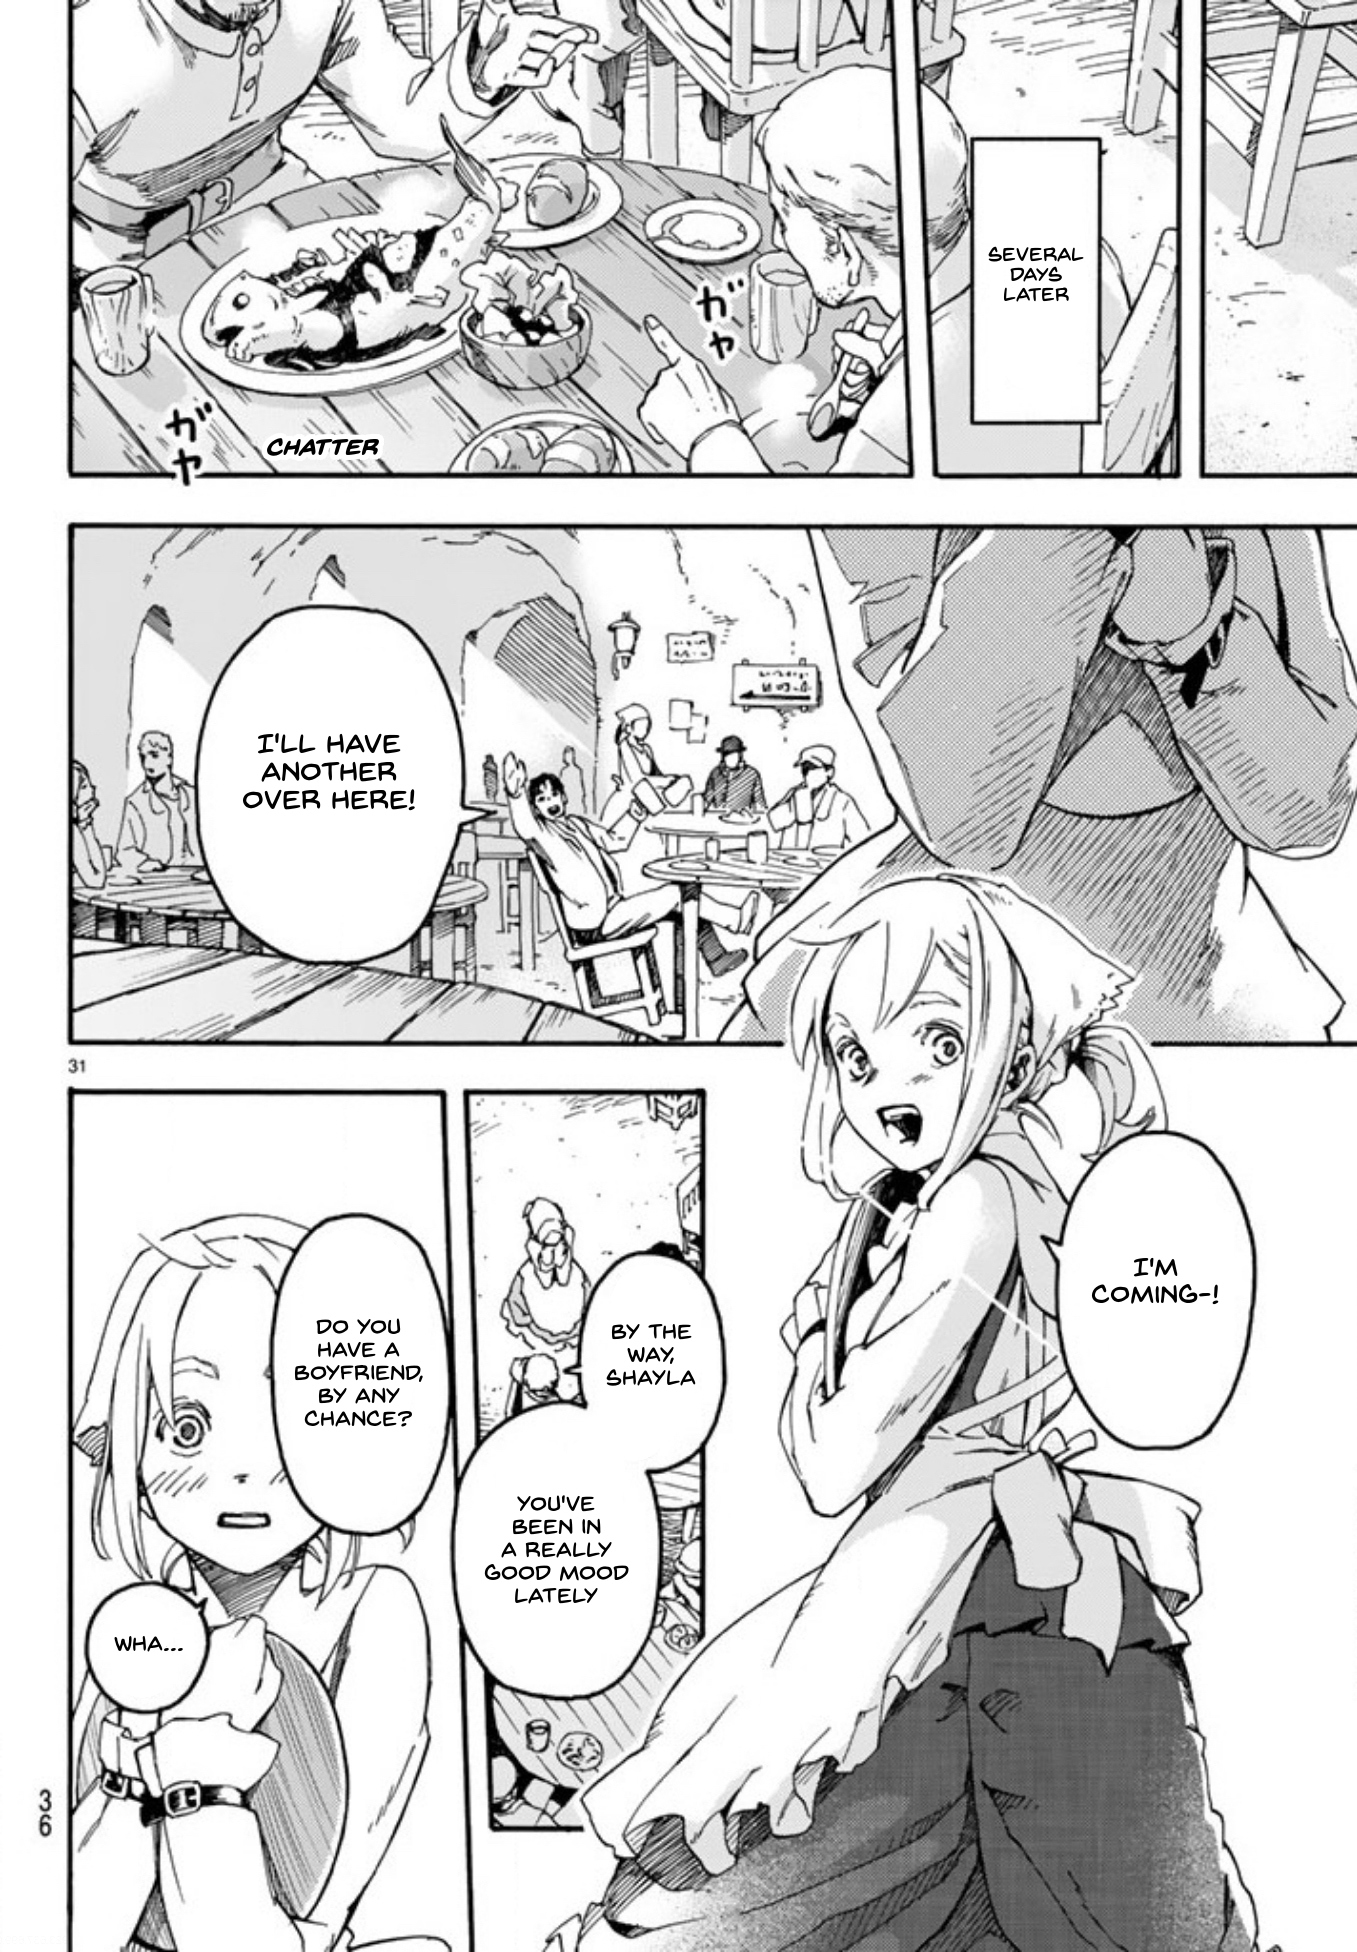 SEVERAL
DAYS
LATER
ガヤ
ガヤ
CHATTER
I'LL HAVE
ANOTHER
OVER HERE!
I'M
COMING-!
BY THE
WAY,
SHAYLA
YOU'VE
BEEN IN
A REALLY
GOOD MOOD
LATELY
DO YOU
HAVE A
BOYFRIEND,
BY ANY
CHANCE?
WHA...
31
36